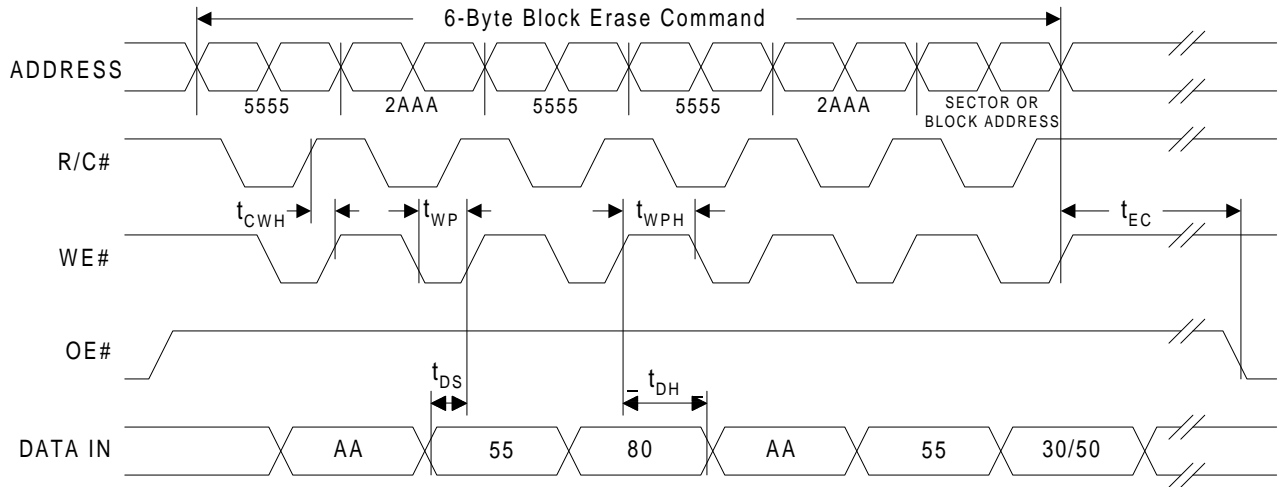 6-Byte Block Erase Command
ADDRESS
5555 2AAA 5555 5555 2AAA SECTOR OR
BLOCK ADDRESS
R/C#
tCWH tWP tWPH tEC
WE#
OE#
tDS tDH
DATA IN AA 55 80 AA 55 30/50